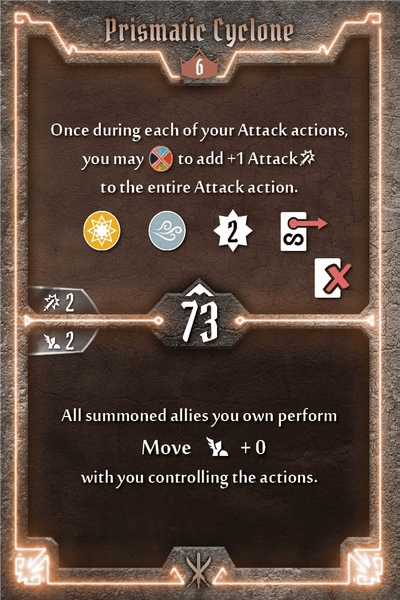 Prismatic Cyclone
6
Once during each of your Attack actions,
you may to add +1 Attack
to the entire Attack action.
2
2
73
2
All summoned allies you own perform
Move + 0
with you controlling the actions.